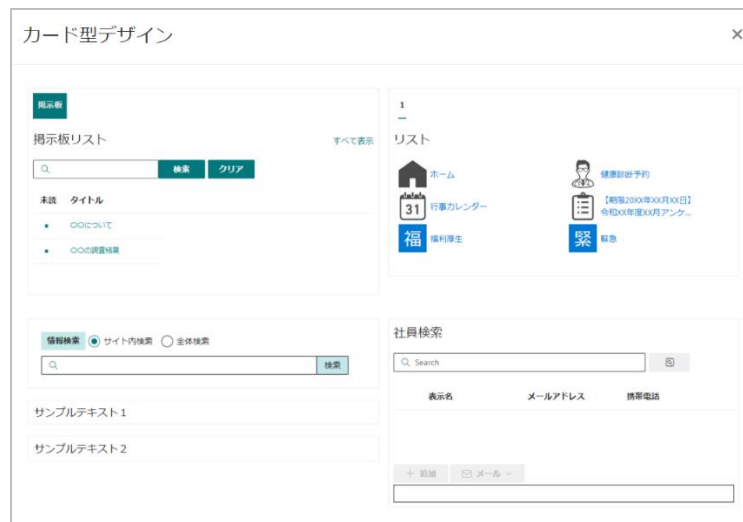 カード型デザイン
掲示板
掲示板リスト
すべて表示
検索
クリア
未読 タイトル
〇〇について
〇〇の調査結果
1
リスト
ホーム
健康診断予約
31
行事カレンダー
【期限20XX年XX月XX日】
令和XX年度XX月アンケ...
福
福利厚生
緊
緊急
情報検索 サイト内検索 全体検索
検索
サンプルテキスト1
サンプルテキスト2
社員検索
Search
表示名 メールアドレス 携帯電話
+ 追加 メール